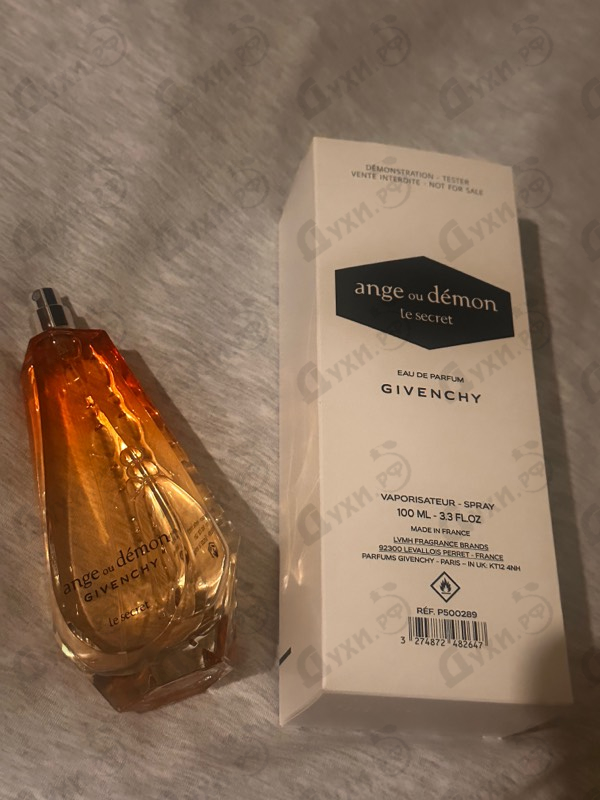 DÉMONSTRATION - TESTER
VENTE INTERDITE - NOT FOR SALE
ange ou démon
le secret
EAU DE PARFUM
GIVENCHY
VAPORISATEUR - SPRAY
100 ML - 3.3 FL.OZ
MADE IN FRANCE
LVMH FRAGRANCE BRANDS
92300 LEVALLOIS PERRET - FRANCE
PARFUMS GIVENCHY - PARIS – IN UK: KT12 4NH
RÉF. P500289
3 274872 482647
ange ou démon
GIVENCHY
le secret
Духи.рф